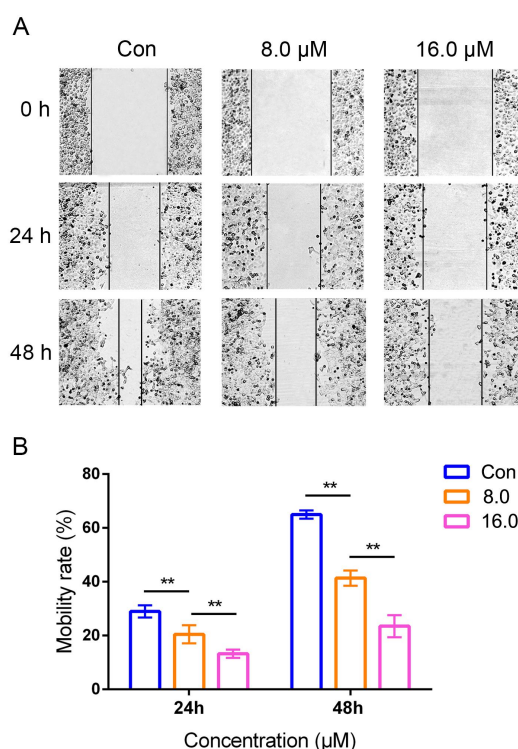 A
Con 8.0 µM 16.0 µM
0 h
24 h
48 h
B
80
60
40
20
0
Mobility rate (%)
** ** ** **
Con
8.0
16.0
24h 48h
Concentration (µM)